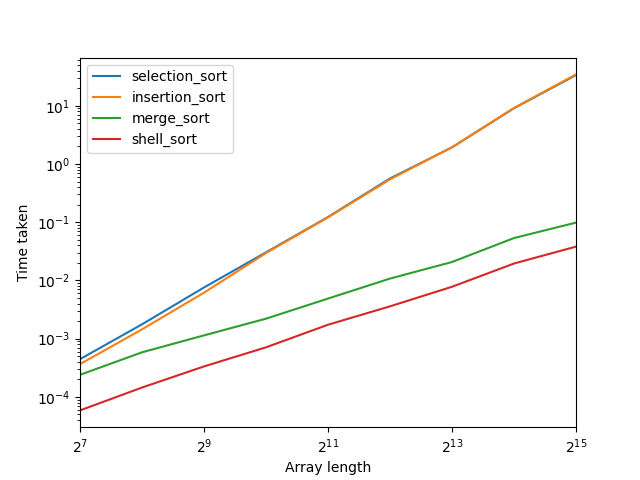 selection_sort
insertion_sort
merge_sort
shell_sort
Time taken
10¹
10⁰
10⁻¹
10⁻²
10⁻³
10⁻⁴
2⁷ 2⁹ 2¹¹ 2¹³ 2¹⁵
Array length